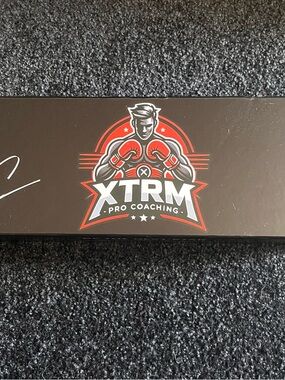 XTRM
• PRO COACHING •